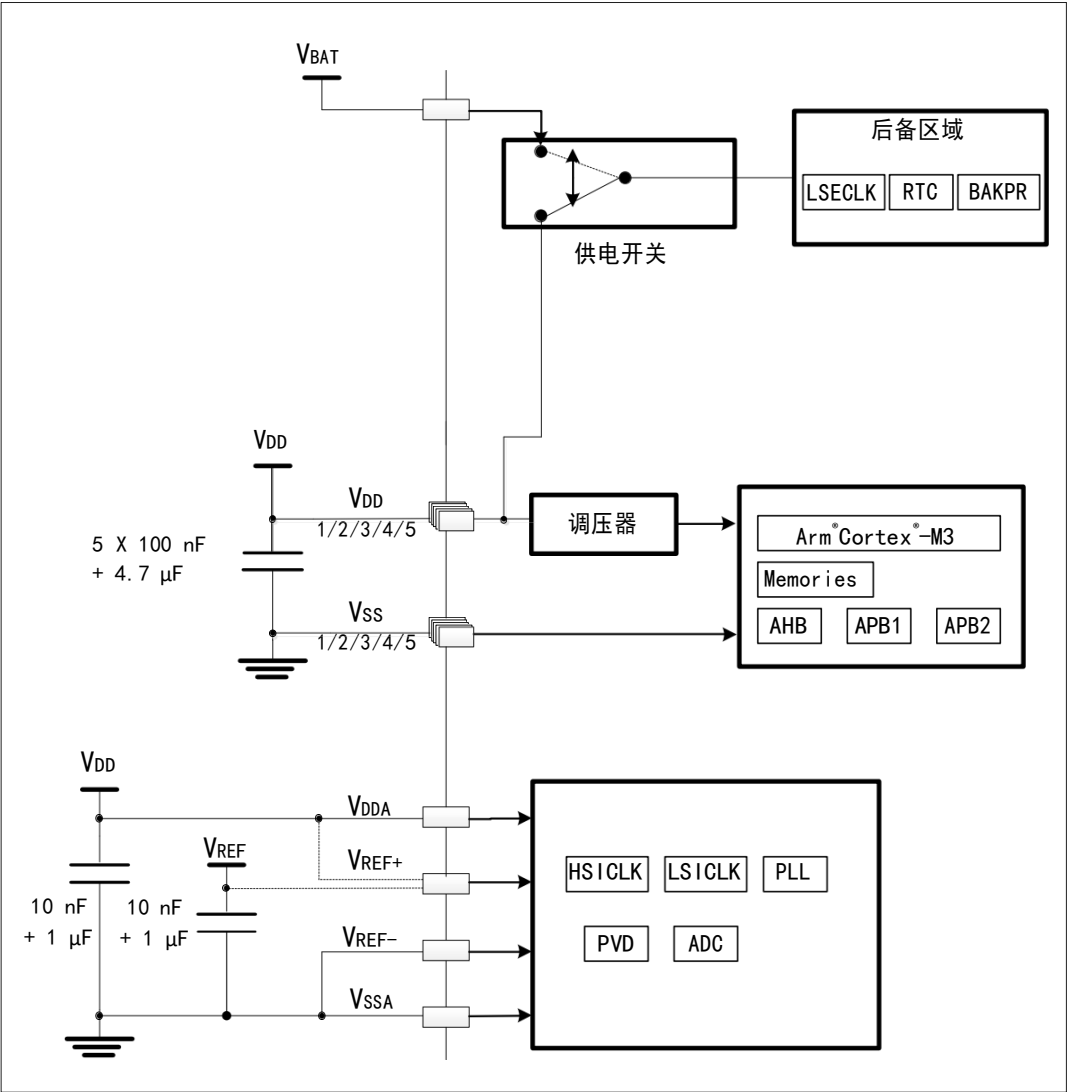 VBAT
后备区域
LSECLK RTC BAKPR
供电开关
VDD
VDD
1/2/3/4/5
调压器
5 X 100 nF
+ 4.7 μF
Arm®Cortex®-M3
Memories
VSS
1/2/3/4/5
AHB APB1 APB2
VDD
VDDA
VREF
VREF+
HSICLK LSICLK PLL
10 nF
+ 1 μF
10 nF
+ 1 μF
VREF-
PVD ADC
VSSA